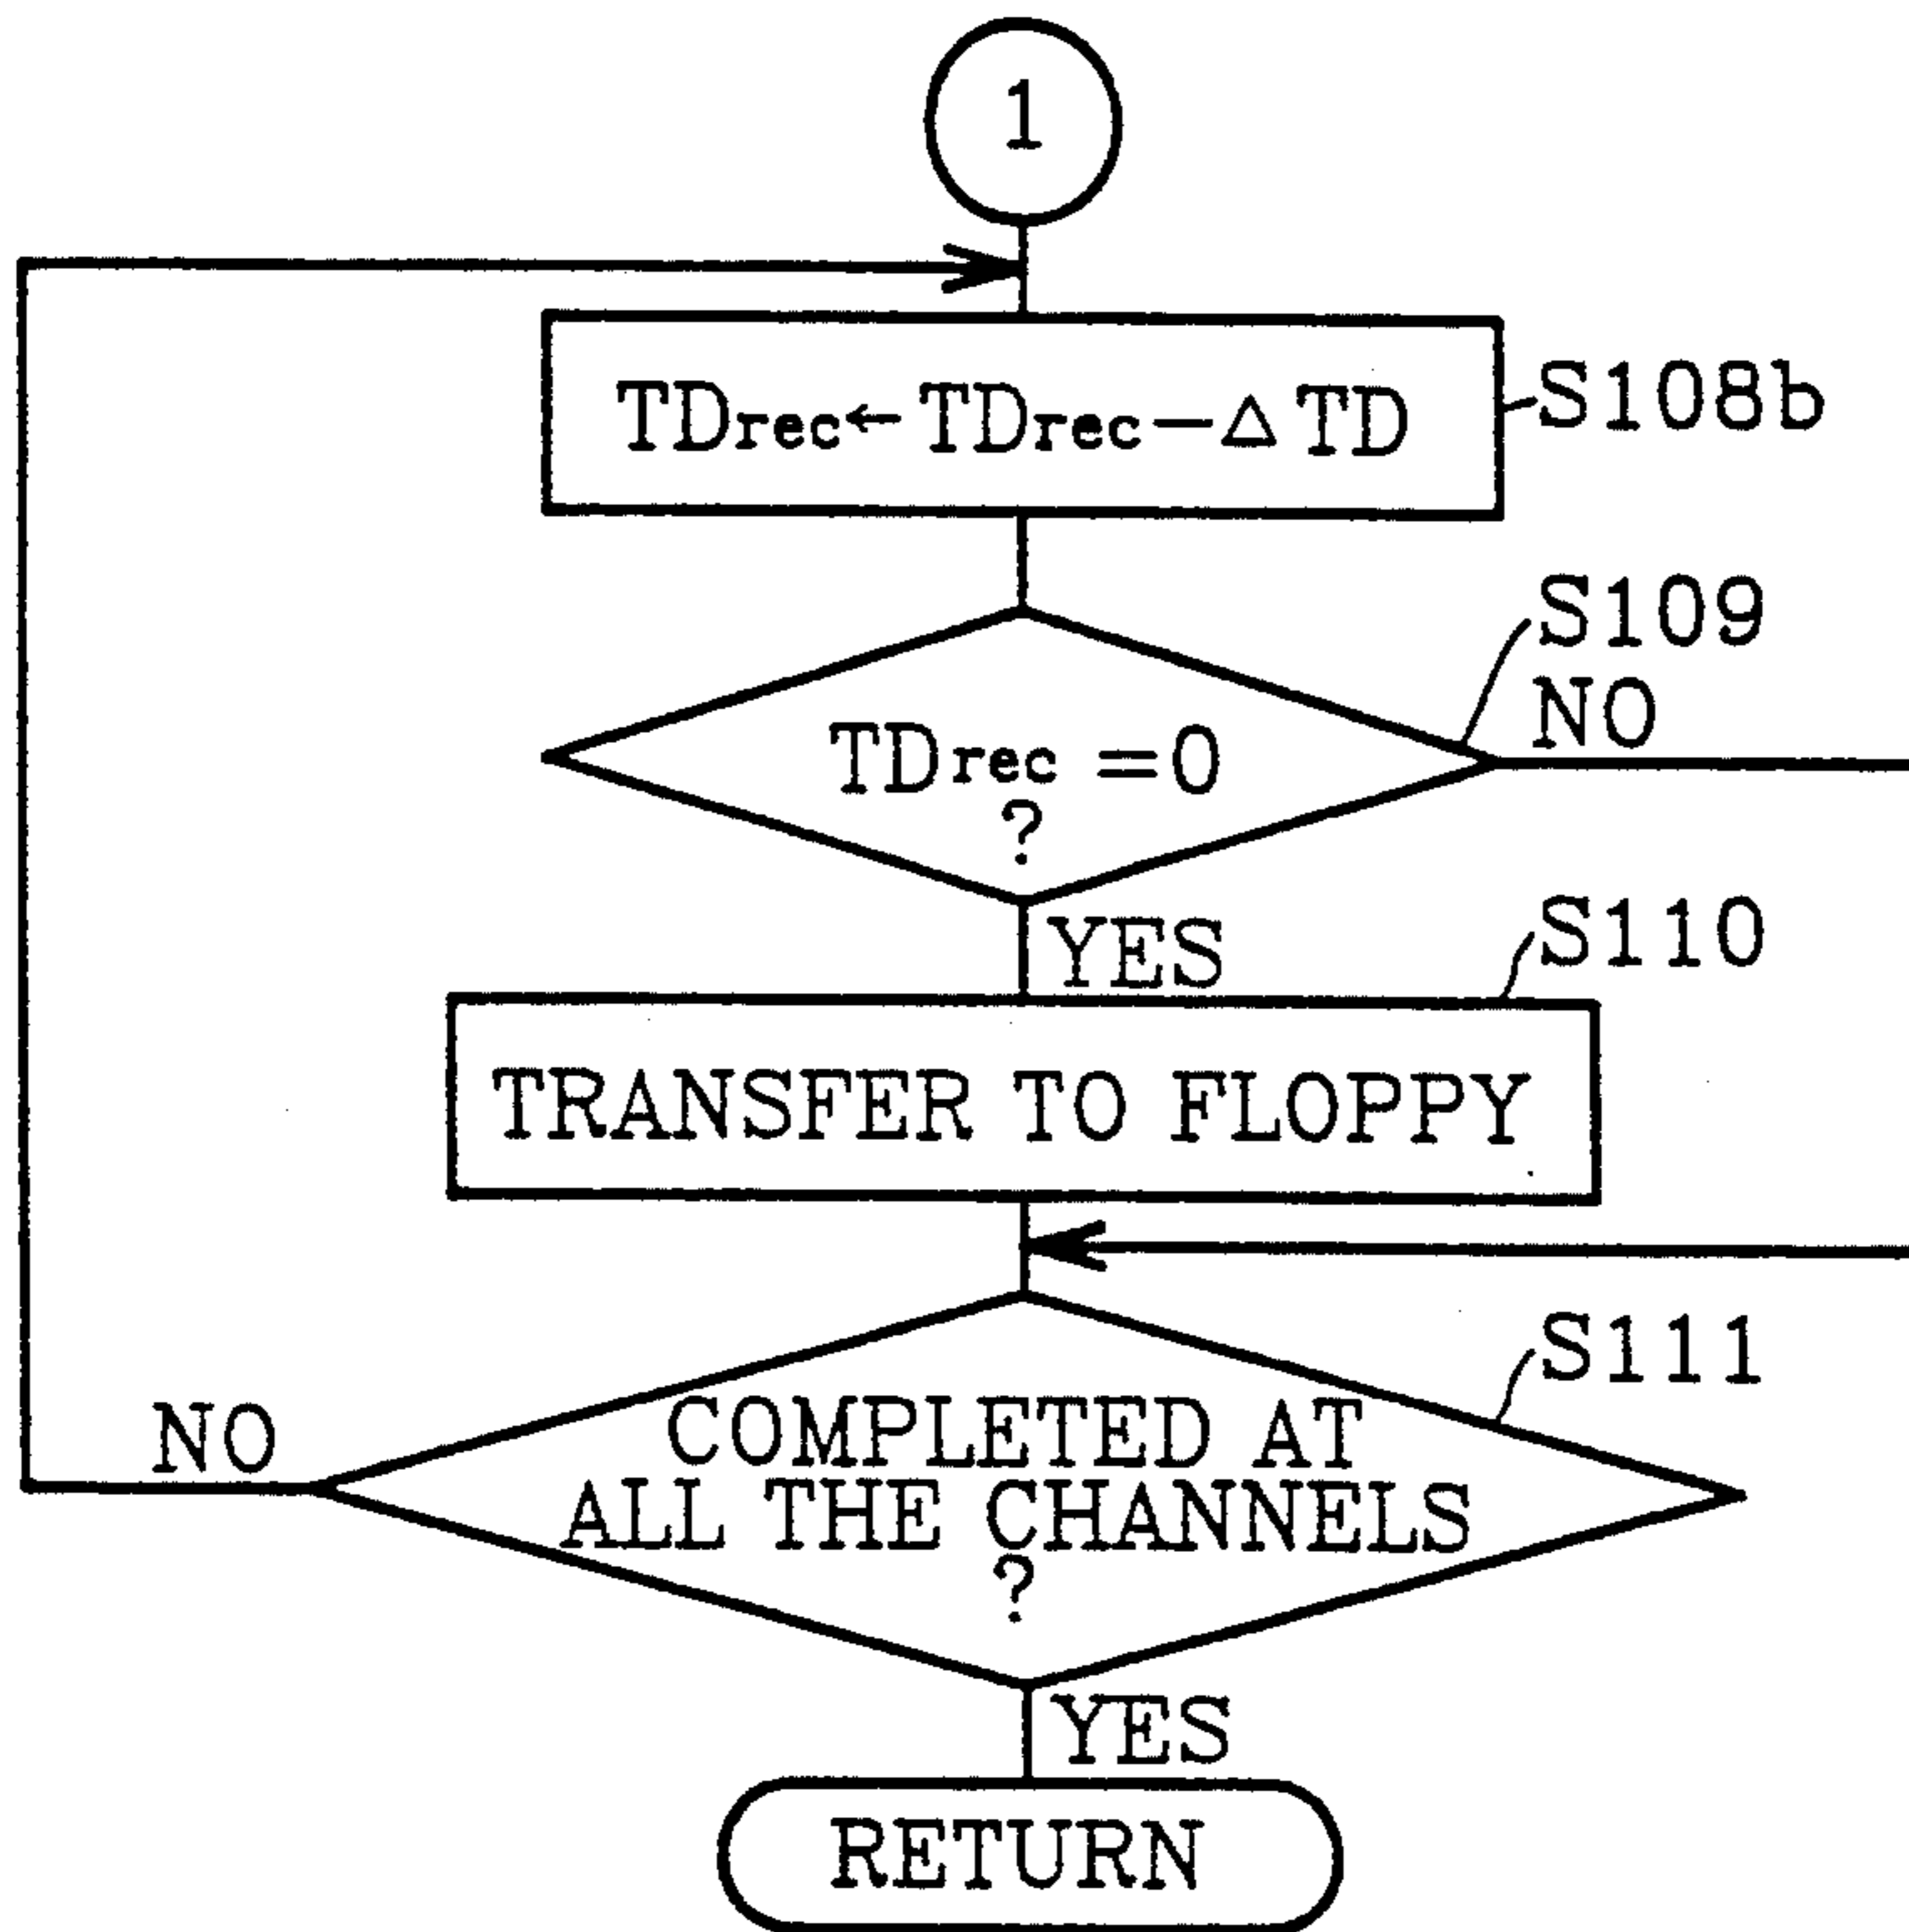 1
TDrec←TDrec−△TD
S108b
S109
NO
TDrec=0
?
YES
S110
TRANSFER TO FLOPPY
S111
NO
COMPLETED AT
ALL THE CHANNELS
?
YES
RETURN